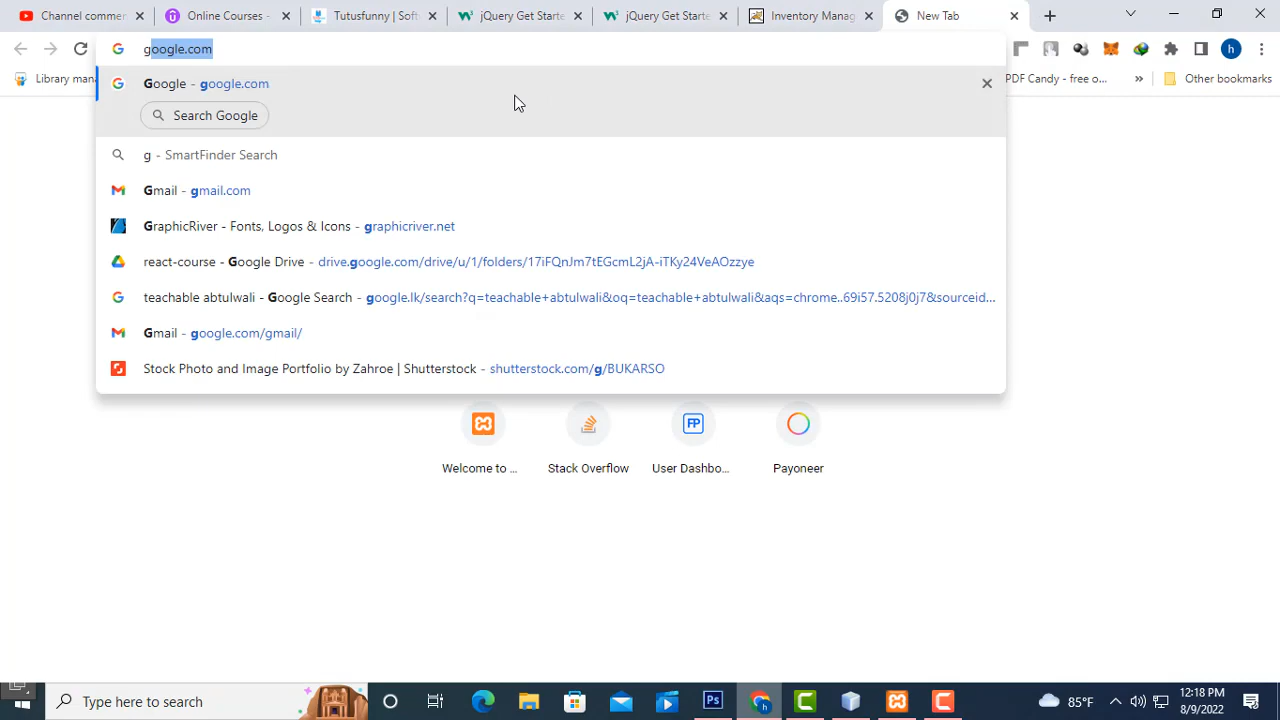 Channel comment
Online Courses -
Tutusfunny | Soft
jQuery Get Starte
jQuery Get Starte
Inventory Manag
New Tab
google.com
Library mana
PDF Candy - free o...
»
Other bookmarks
Google - google.com
Search Google
g - SmartFinder Search
Gmail - gmail.com
GraphicRiver - Fonts, Logos & Icons - graphicriver.net
react-course - Google Drive - drive.google.com/drive/u/1/folders/17iFQnJm7tEGcmL2jA-iTKy24VeAOzzye
teachable abtulwali - Google Search - google.lk/search?q=teachable+abtulwali&oq=teachable+abtulwali&aqs=chrome..69i57.5208j0j7&sourceid...
Gmail - google.com/gmail/
Stock Photo and Image Portfolio by Zahroe | Shutterstock - shutterstock.com/g/BUKARSO
FP
Welcome to ...
Stack Overflow
User Dashbo...
Payoneer
Type here to search
Ps
85°F
12:18 PM
8/9/2022